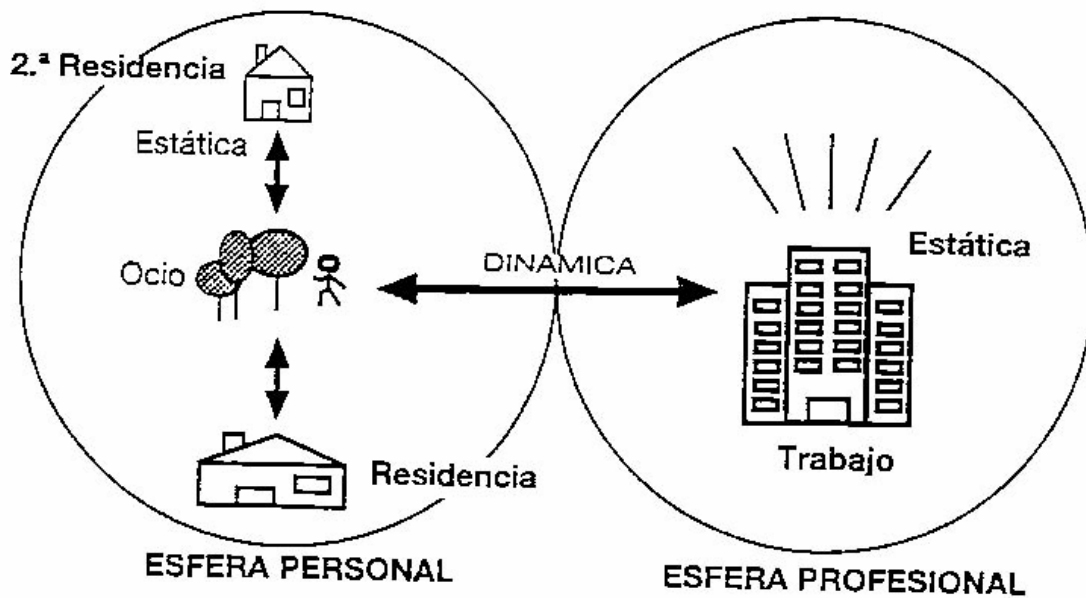 2.ª Residencia
Estática
Ocio
DINAMICA
Estática
Residencia
Trabajo
ESFERA PERSONAL
ESFERA PROFESIONAL